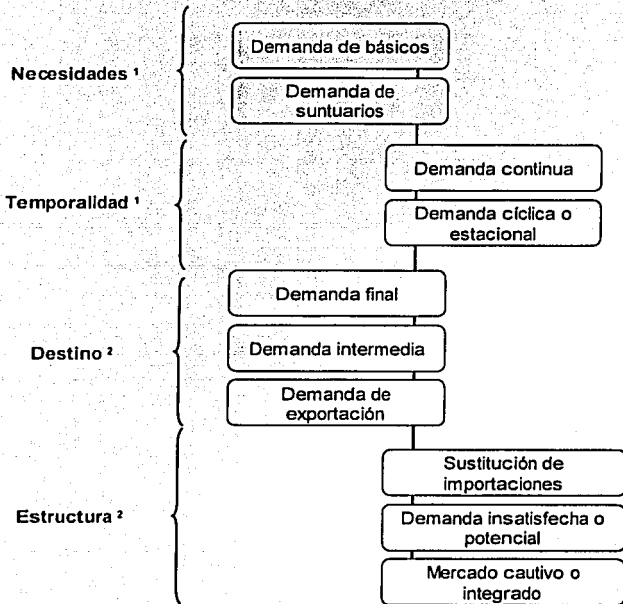 Necesidades ¹
Demanda de básicos
Demanda de
suntuarios
Temporalidad ¹
Demanda continua
Demanda cíclica o
estacional
Destino ²
Demanda final
Demanda intermedia
Demanda de
exportación
Estructura ²
Sustitución de
importaciones
Demanda insatisfecha o
potencial
Mercado cautivo o
integrado